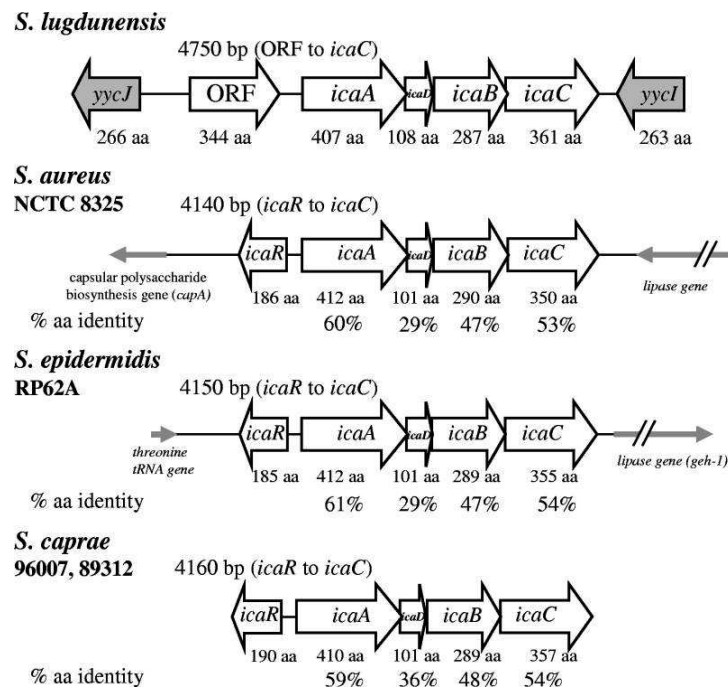 S. lugdunensis
4750 bp (ORF to icaC)
yycJ ORF icaA icaD icaB icaC yycI
266 aa 344 aa 407 aa 108 aa 287 aa 361 aa 263 aa
S. aureus
NCTC 8325 4140 bp (icaR to icaC)
icaR icaA icaD icaB icaC
capsular polysaccharide
biosynthesis gene (capA)
lipase gene
186 aa 412 aa 101 aa 290 aa 350 aa
% aa identity 60% 29% 47% 53%
S. epidermidis
RP62A 4150 bp (icaR to icaC)
icaR icaA icaD icaB icaC
threonine
tRNA gene
lipase gene (geh-1)
185 aa 412 aa 101 aa 289 aa 355 aa
% aa identity 61% 29% 47% 54%
S. caprae
96007, 89312 4160 bp (icaR to icaC)
icaR icaA icaD icaB icaC
190 aa 410 aa 101 aa 289 aa 357 aa
% aa identity 59% 36% 48% 54%